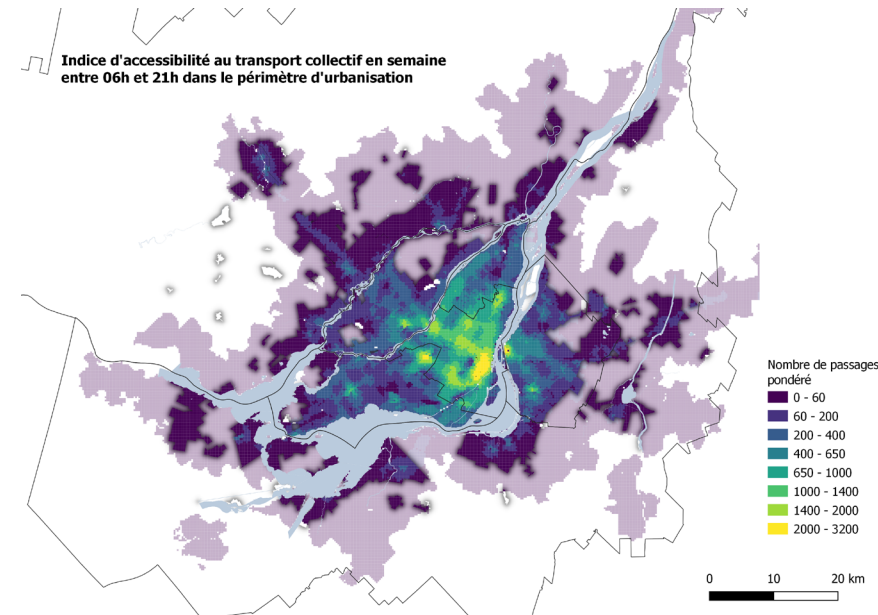 Indice d'accessibilité au transport collectif en semaine
entre 06h et 21h dans le périmètre d'urbanisation
Nombre de passages
pondéré
0 - 60
60 - 200
200 - 400
400 - 650
650 - 1000
1000 - 1400
1400 - 2000
2000 - 3200
0 10 20 km